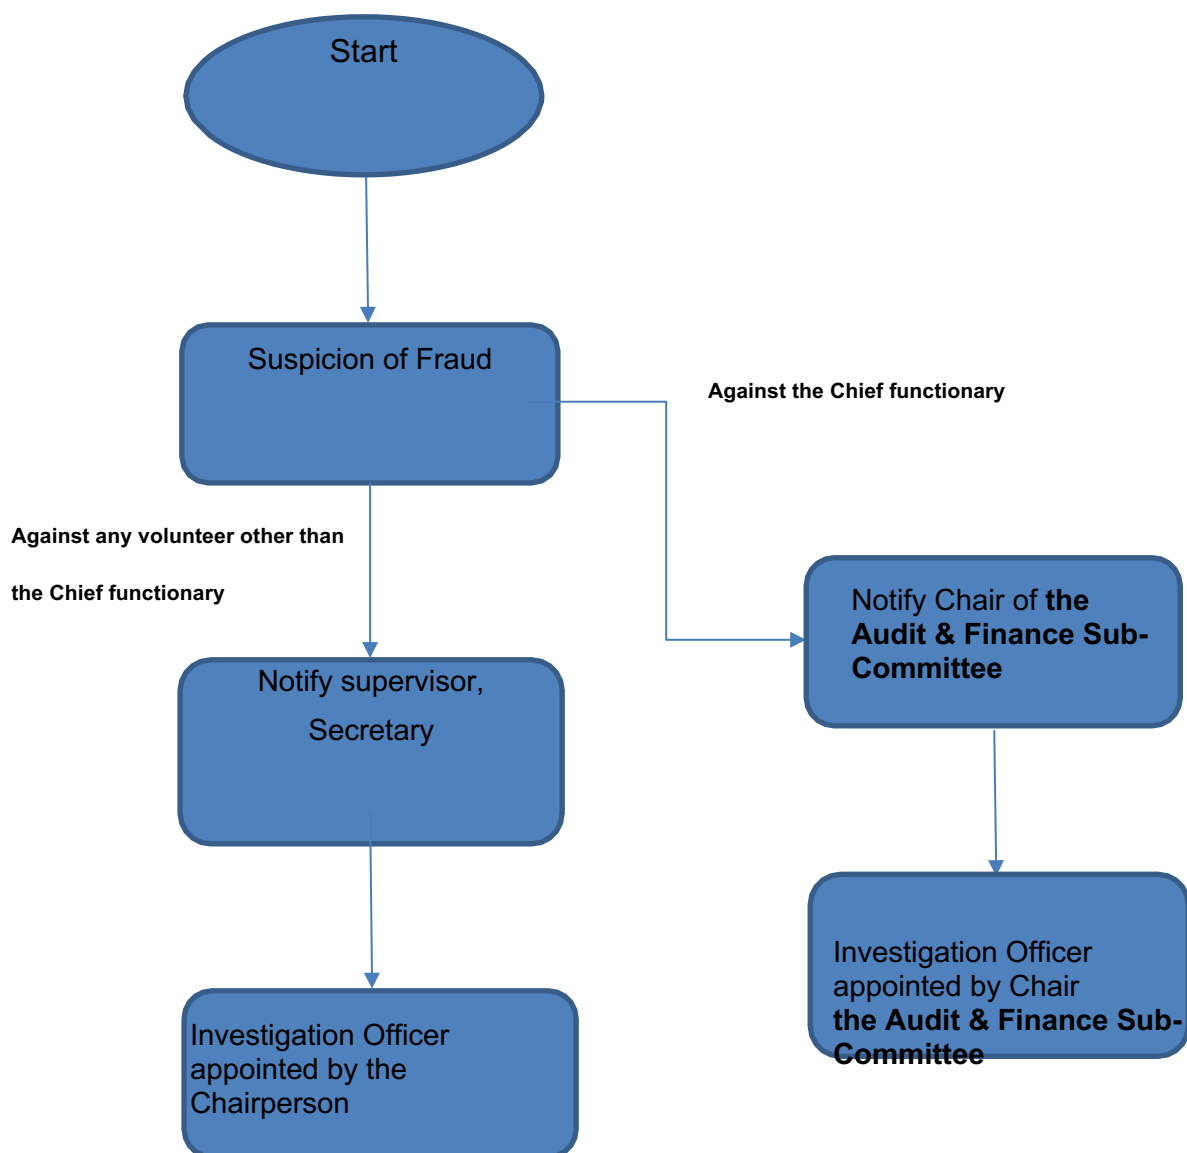 Start
Suspicion of Fraud
Against the Chief functionary
Against any volunteer other than
the Chief functionary
Notify Chair of the
Audit & Finance Sub-
Committee
Notify supervisor,
Secretary
Investigation Officer
appointed by Chair
the Audit & Finance Sub-
Committee
Investigation Officer
appointed by the
Chairperson